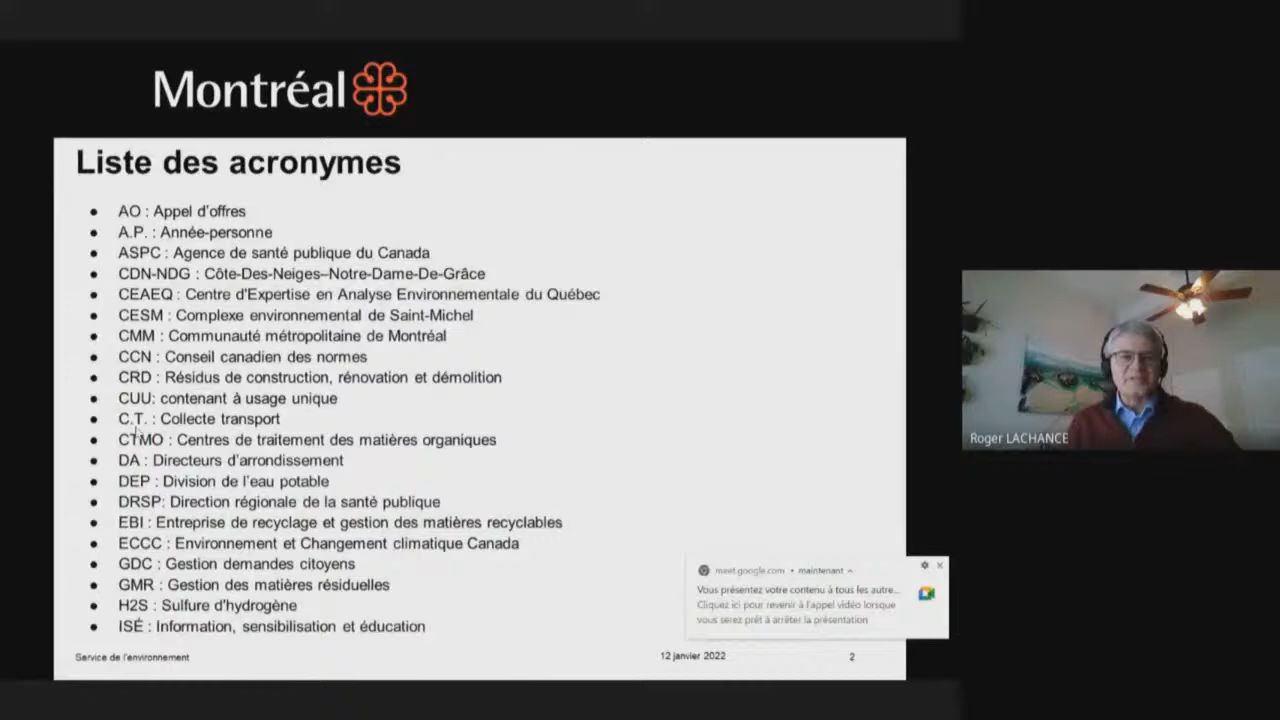 Montréal
Liste des acronymes
● AO : Appel d'offres
● A.P. : Année-personne
● ASPC : Agence de santé publique du Canada
● CDN-NDG : Côte-Des-Neiges–Notre-Dame-De-Grâce
● CEAEQ : Centre d'Expertise en Analyse Environnementale du Québec
● CESM : Complexe environnemental de Saint-Michel
● CMM : Communauté métropolitaine de Montréal
● CCN : Conseil canadien des normes
● CRD : Résidus de construction, rénovation et démolition
● CUU: contenant à usage unique
● C.T. : Collecte transport
● CTMO : Centres de traitement des matières organiques
● DA : Directeurs d'arrondissement
● DEP : Division de l'eau potable
● DRSP: Direction régionale de la santé publique
● EBI : Entreprise de recyclage et gestion des matières recyclables
● ECCC : Environnement et Changement climatique Canada
● GDC : Gestion demandes citoyens
● GMR : Gestion des matières résiduelles
● H2S : Sulfure d'hydrogène
● ISÉ : Information, sensibilisation et éducation
Service de l'environnement
12 janvier 2022
2
meet.google.com • maintenant
Vous présentez votre contenu à tous les autre...
Cliquez ici pour revenir à l'appel vidéo lorsque
vous serez prêt à arrêter la présentation
Roger LACHANCE